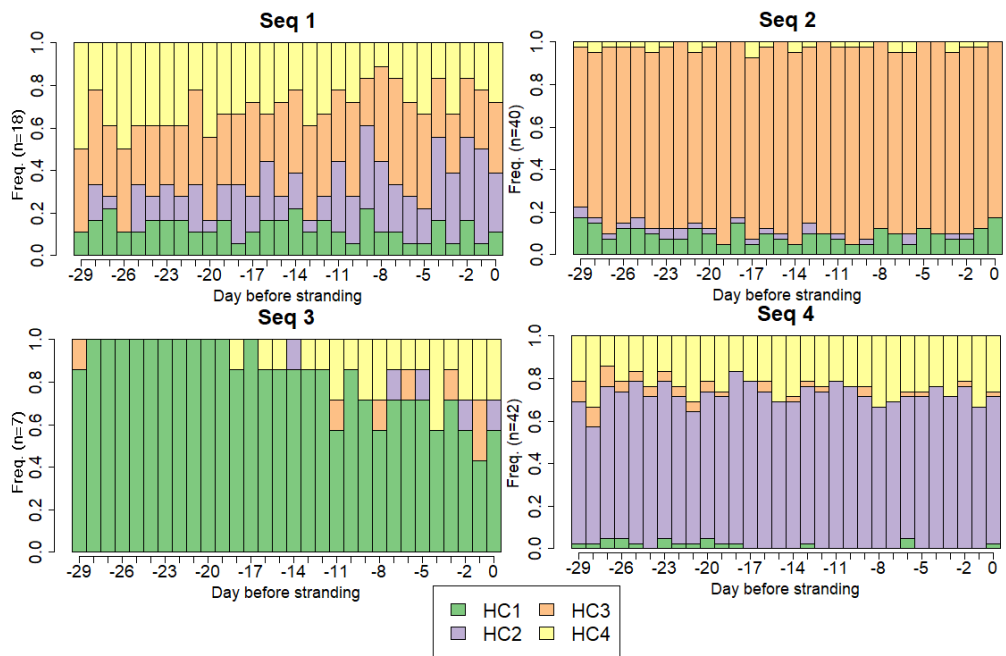 Seq 1
Freq. (n=18)
0.0 0.2 0.4 0.6 0.8 1.0
-29 -26 -23 -20 -17 -14 -11 -8 -5 -2 0
Day before stranding
Seq 2
Freq. (n=40)
0.0 0.2 0.4 0.6 0.8 1.0
-29 -26 -23 -20 -17 -14 -11 -8 -5 -2 0
Day before stranding
Seq 3
Freq. (n=7)
0.0 0.2 0.4 0.6 0.8 1.0
-29 -26 -23 -20 -17 -14 -11 -8 -5 -2 0
Day before stranding
Seq 4
Freq. (n=42)
0.0 0.2 0.4 0.6 0.8 1.0
-29 -26 -23 -20 -17 -14 -11 -8 -5 -2 0
Day before stranding
HC1 HC3
HC2 HC4